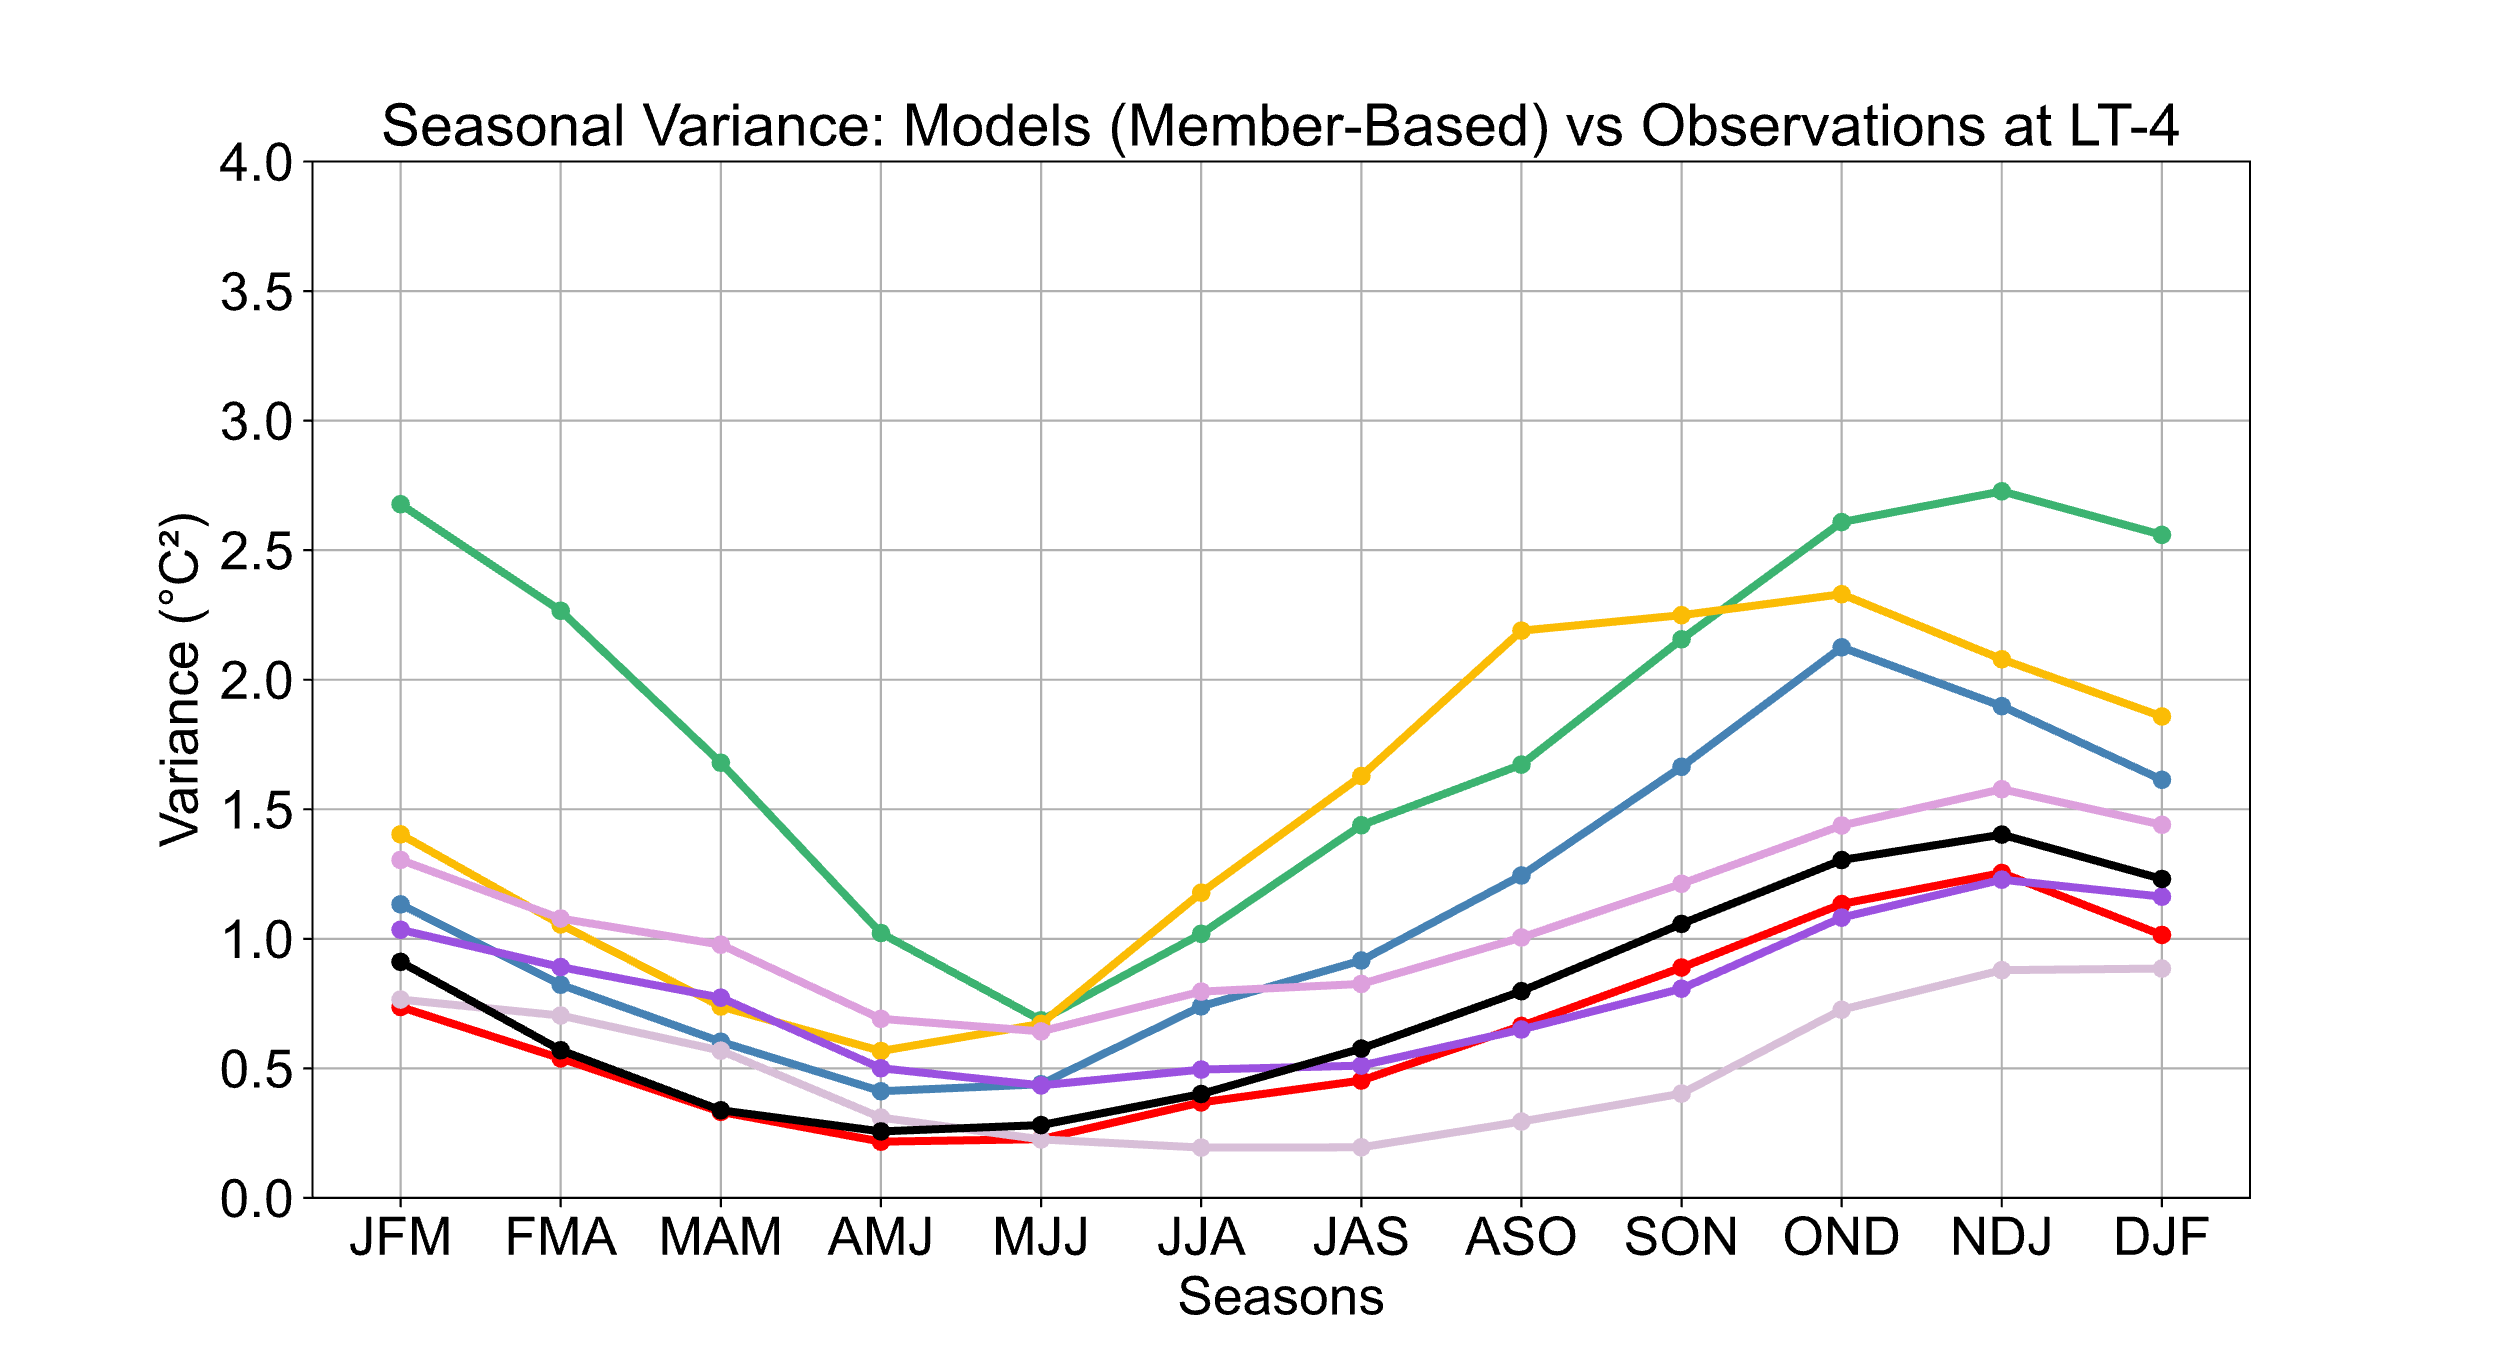 Seasonal Variance: Models (Member-Based) vs Observations at LT-4
4.0
3.5
3.0
2.5
2.0
1.5
1.0
0.5
0.0
Variance (°C²)
JFM FMA MAM AMJ MJJ JJA JAS ASO SON OND NDJ DJF
Seasons